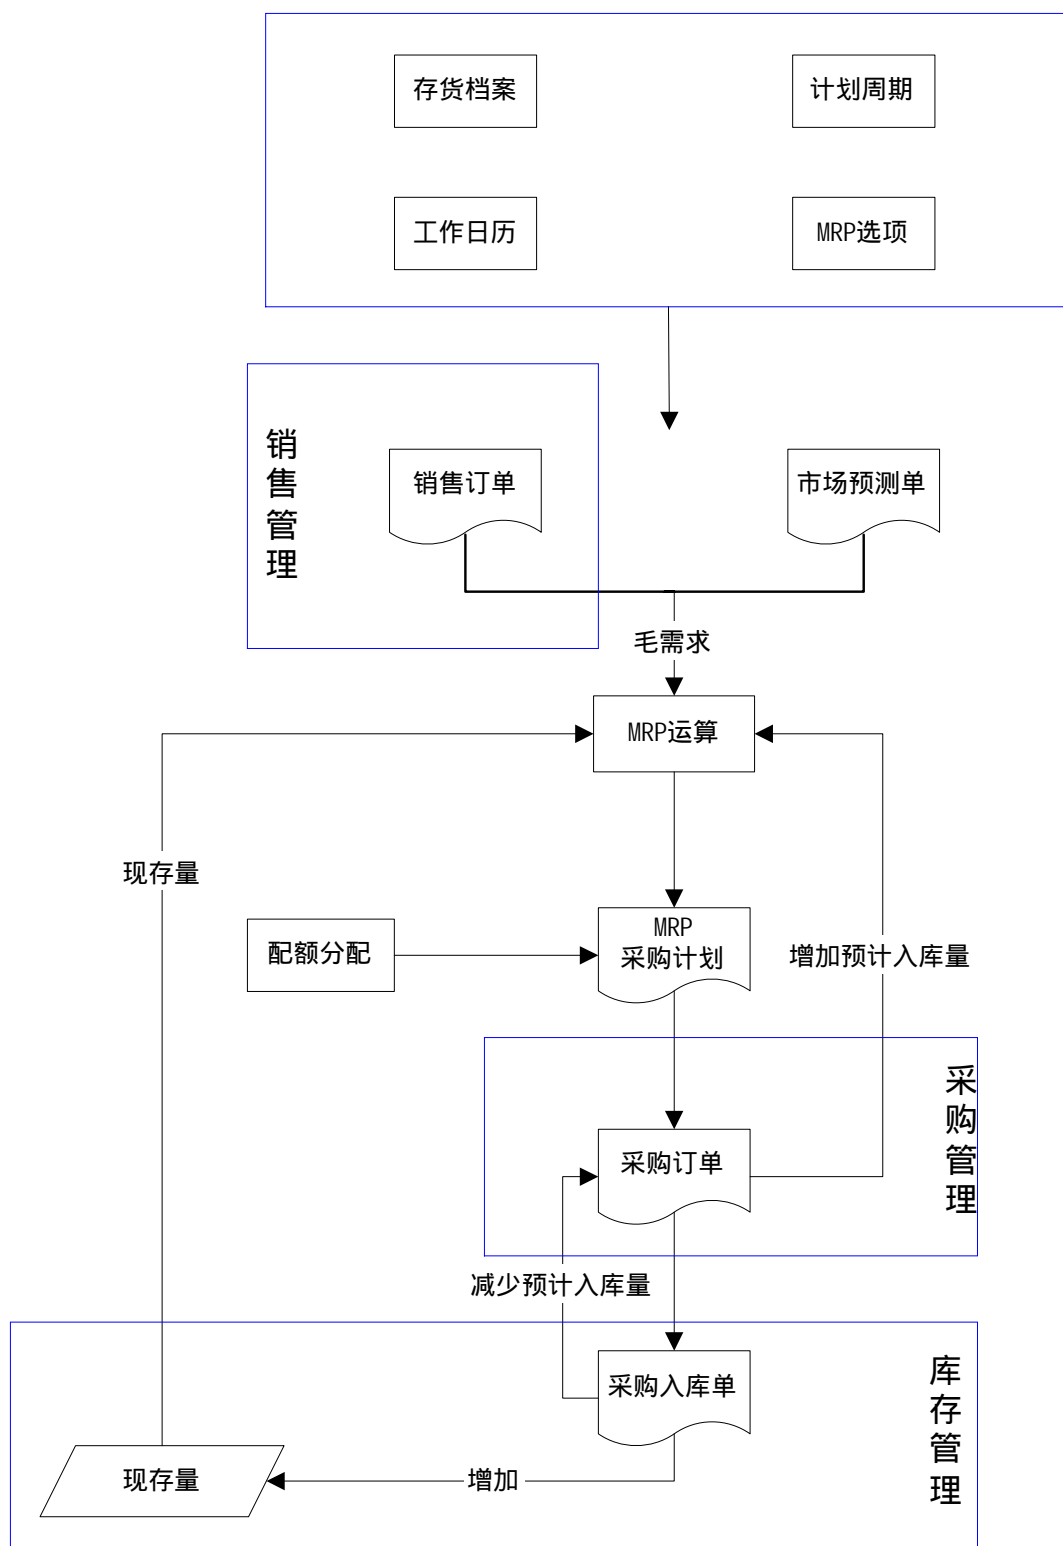 存货档案
计划周期
工作日历
MRP选项
销售管理
销售订单
市场预测单
毛需求
MRP运算
现存量
配额分配
MRP
采购计划
增加预计入库量
采购管理
采购订单
减少预计入库量
库存管理
采购入库单
现存量
增加